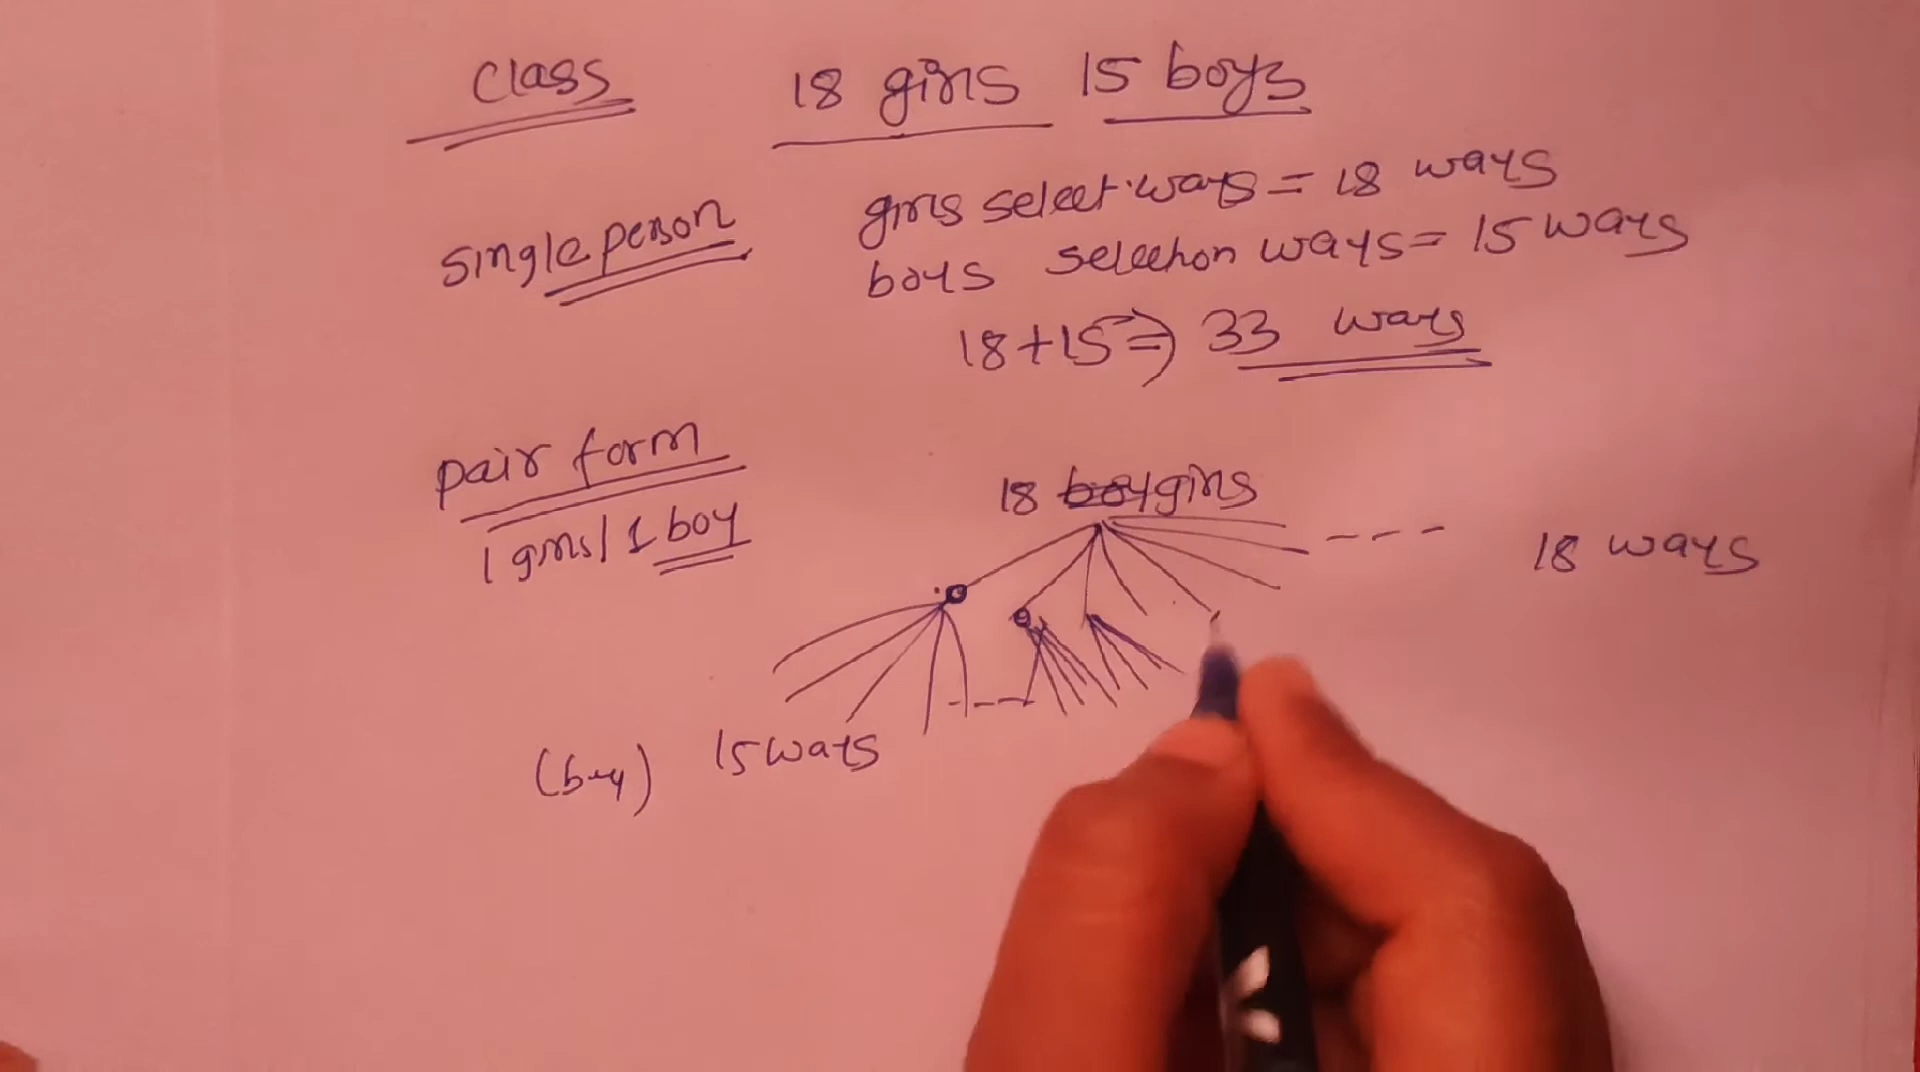 Class 18 girls 15 boys
single person
girls select ways = 18 ways
boys selection ways = 15 ways
18+15 ⇒ 33 ways
pair form
1 girls / 1 boy
18 boy girls
18 ways
(boy) 15 ways